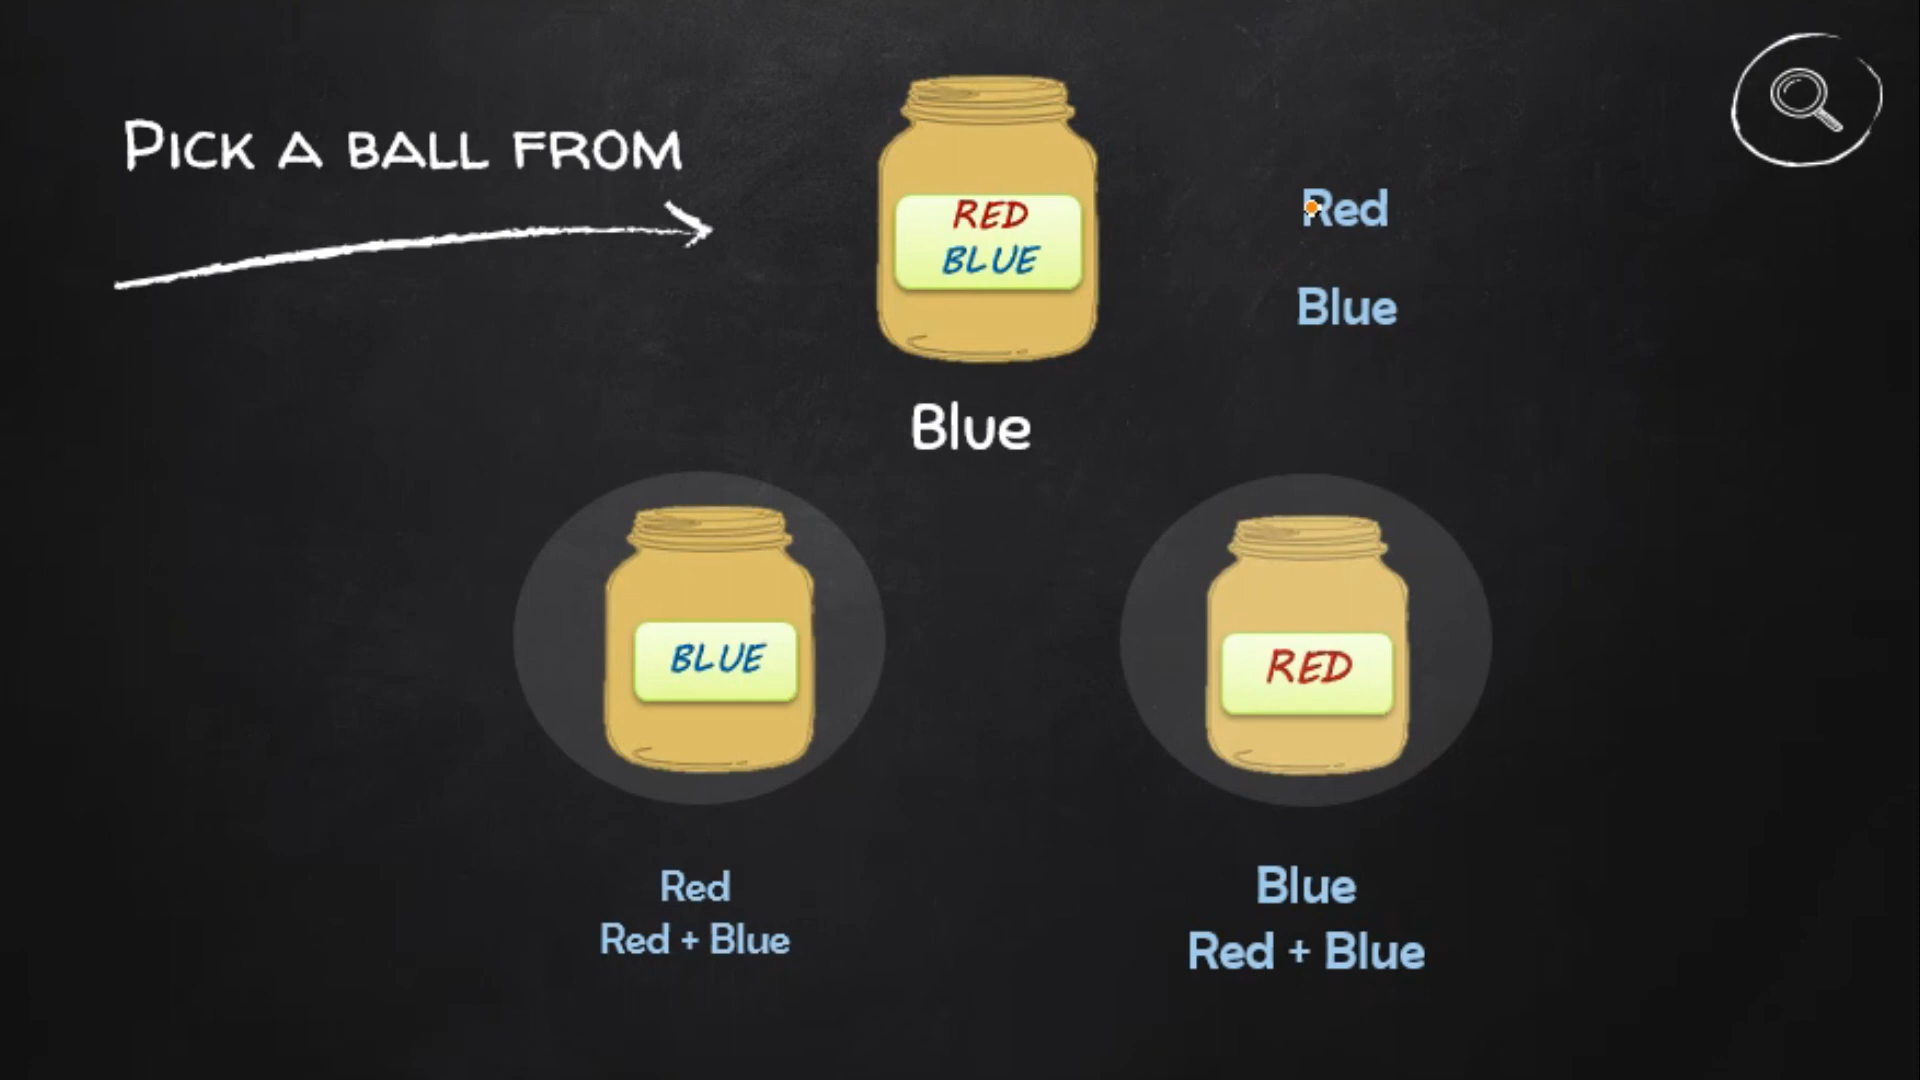 PICK A BALL FROM
RED
BLUE
Red
Blue
Blue
BLUE
RED
Red
Red + Blue
Blue
Red + Blue